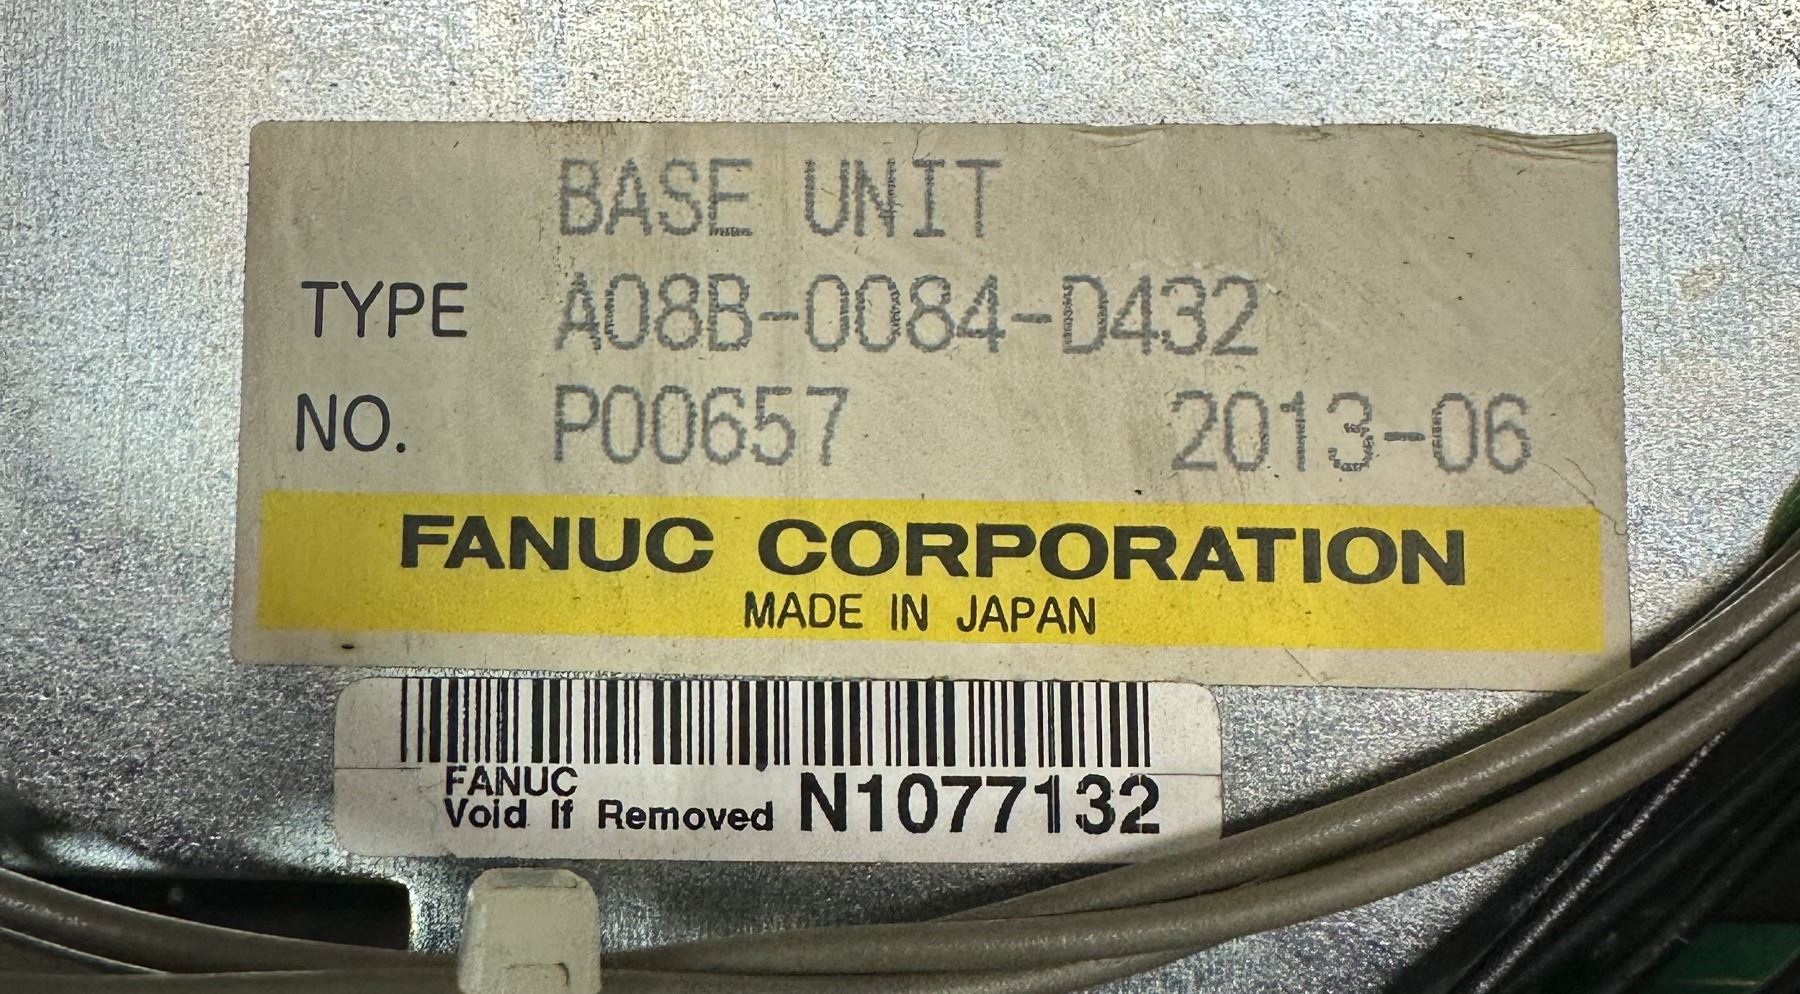 BASE UNIT
TYPE A08B-0084-D432
NO. P00657 2013-06
FANUC CORPORATION
MADE IN JAPAN
FANUC
Void If Removed N1077132